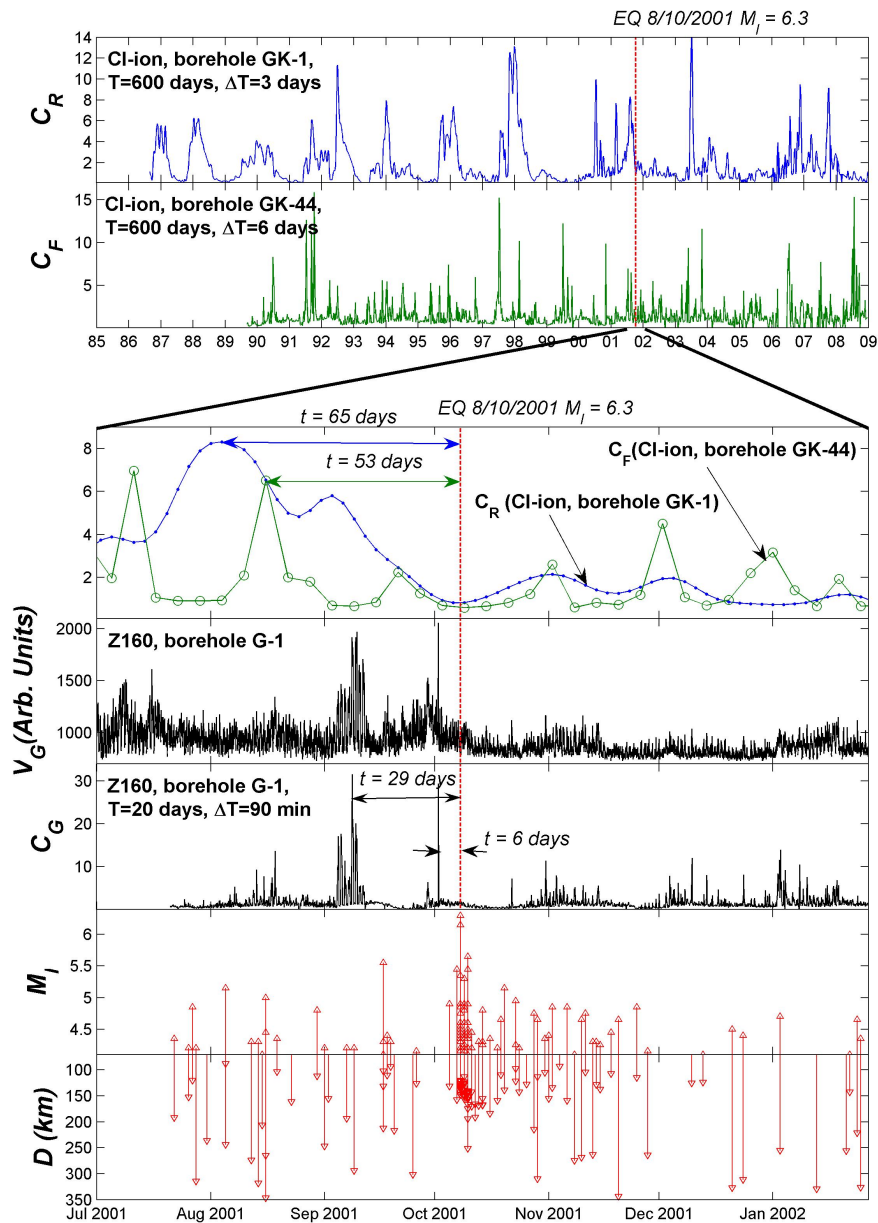 EQ 8/10/2001 M_l = 6.3
14
12
10
8
6
4
2
C_R
Cl-ion, borehole GK-1,
T=600 days, ΔT=3 days
15
10
5
C_F
Cl-ion, borehole GK-44,
T=600 days, ΔT=6 days
85 86 87 88 89 90 91 92 93 94 95 96 97 98 99 00 01 02 03 04 05 06 07 08 09
EQ 8/10/2001 M_l = 6.3
t = 65 days
t = 53 days
C_F(Cl-ion, borehole GK-44)
C_R (Cl-ion, borehole GK-1)
8
6
4
2
Z160, borehole G-1
2000
1500
1000
V_G(Arb. Units)
Z160, borehole G-1,
T=20 days, ΔT=90 min
t = 29 days
t = 6 days
30
20
10
C_G
6
5.5
5
4.5
M_l
100
150
200
250
300
350
D (km)
Jul 2001 Aug 2001 Sep 2001 Oct 2001 Nov 2001 Dec 2001 Jan 2002